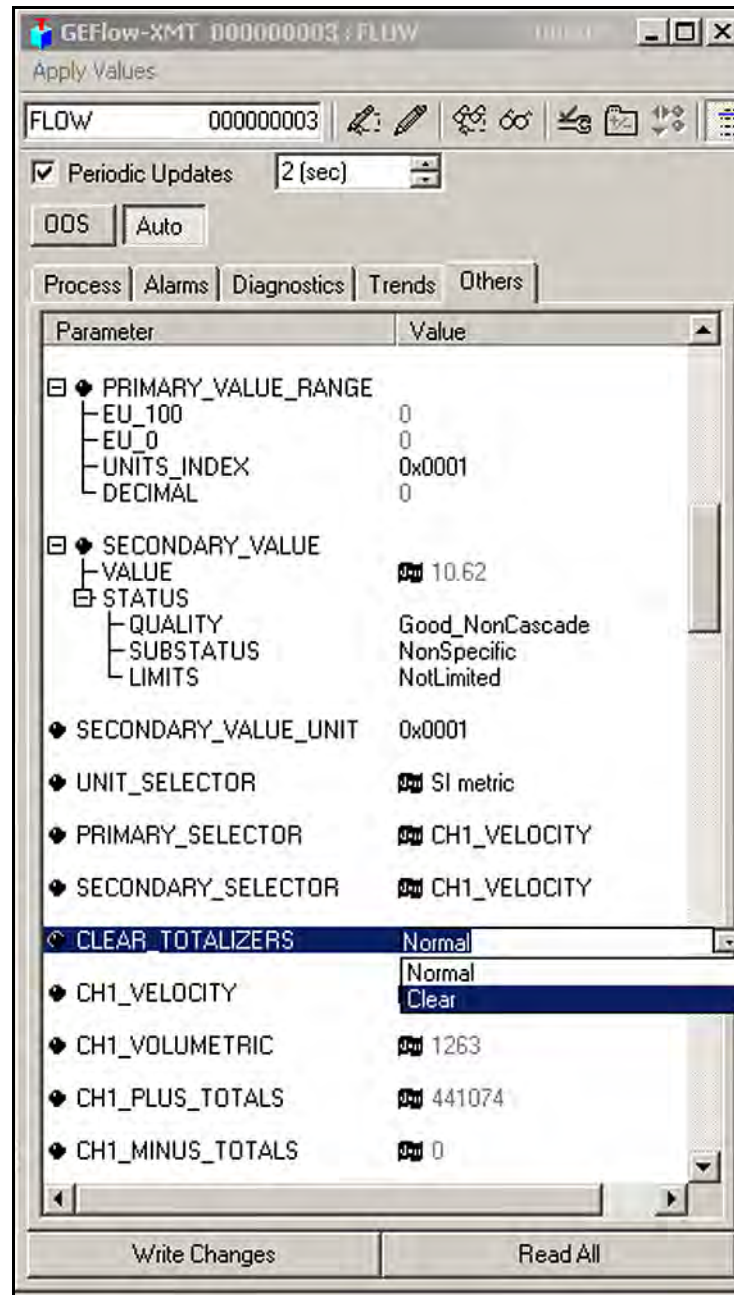 GEFlow-XMT 000000003 : FLOW
Apply Values
FLOW 000000003
Periodic Updates 2 (sec)
OOS Auto
Process Alarms Diagnostics Trends Others
Parameter Value
PRIMARY_VALUE_RANGE
EU_100 0
EU_0 0
UNITS_INDEX 0x0001
DECIMAL 0
SECONDARY_VALUE
VALUE 10.62
STATUS
QUALITY Good_NonCascade
SUBSTATUS NonSpecific
LIMITS NotLimited
SECONDARY_VALUE_UNIT 0x0001
UNIT_SELECTOR SI metric
PRIMARY_SELECTOR CH1_VELOCITY
SECONDARY_SELECTOR CH1_VELOCITY
CLEAR_TOTALIZERS Normal
Normal
CH1_VELOCITY Clear
CH1_VOLUMETRIC 1263
CH1_PLUS_TOTALS 441074
CH1_MINUS_TOTALS 0
Write Changes Read All